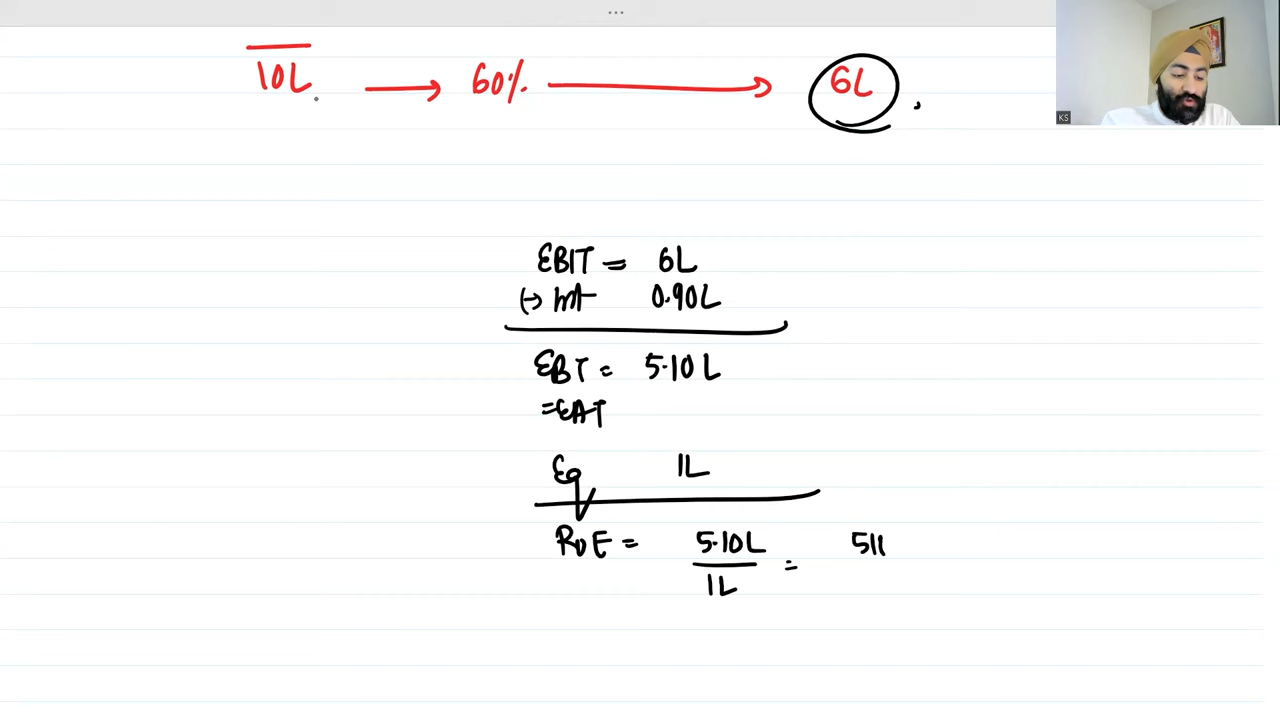 10L → 60% → 6L
EBIT = 6L
(-) Int 0.90L
EBT = 5.10L
=EAT
Eq 1L
ROE = 5.10L / 1L = 511
KS